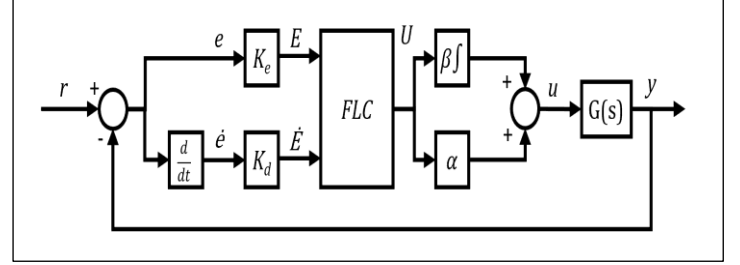 e K_e E U β∫
r + - FLC + + u G(s) y
d/dt ė K_d Ė α